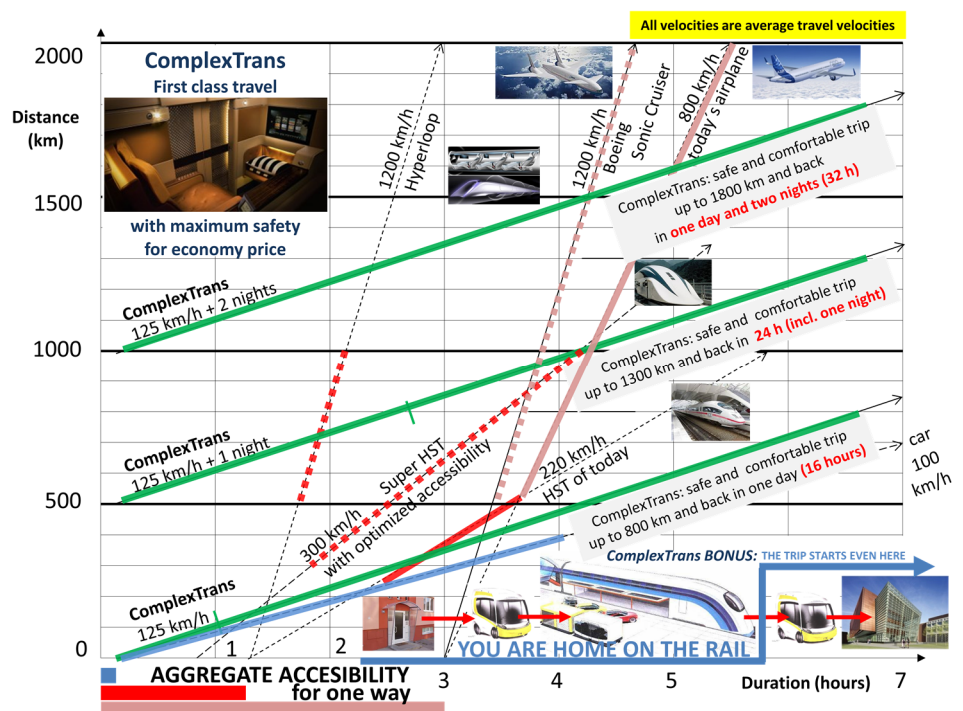 All velocities are average travel velocities
2000
Distance
(km)
1500
1000
500
0
ComplexTrans
First class travel
with maximum safety
for economy price
1200 km/h
Hyperloop
1200 km/h
Boeing
Sonic Cruiser
800 km/h
today's airplane
ComplexTrans: safe and comfortable trip
up to 1800 km and back
in one day and two nights (32 h)
ComplexTrans
125 km/h + 2 nights
ComplexTrans: safe and comfortable trip
up to 1300 km and back in 24 h (incl. one night)
ComplexTrans
125 km/h + 1 night
Super HST
300 km/h
with optimized accessibility
220 km/h
HST of today
ComplexTrans: safe and comfortable trip
up to 800 km and back in one day (16 hours)
car
100
km/h
ComplexTrans
125 km/h
ComplexTrans BONUS: THE TRIP STARTS EVEN HERE
YOU ARE HOME ON THE RAIL
1
2
3
4
5
Duration (hours)
7
AGGREGATE ACCESIBILITY
for one way